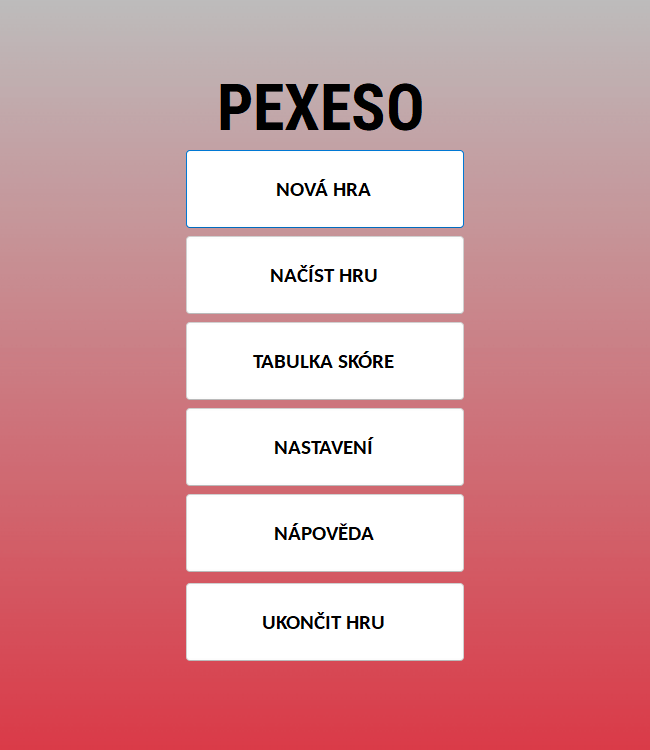 PEXESO
NOVÁ HRA
NAČÍST HRU
TABULKA SKÓRE
NASTAVENÍ
NÁPOVĚDA
UKONČIT HRU